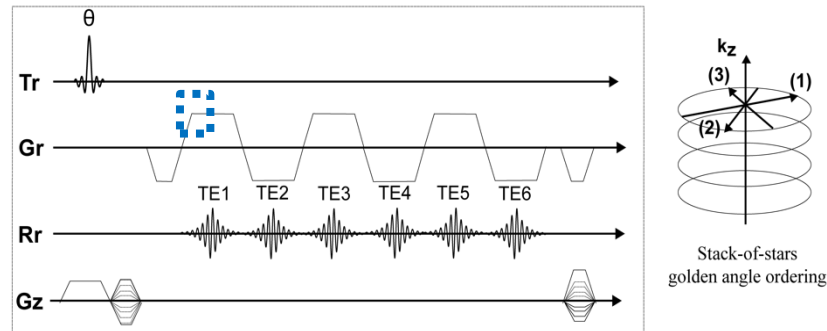 θ
Tr
Gr
TE1 TE2 TE3 TE4 TE5 TE6
Rr
Gz
kz
(1)
(3)
(2)
Stack-of-stars
golden angle ordering